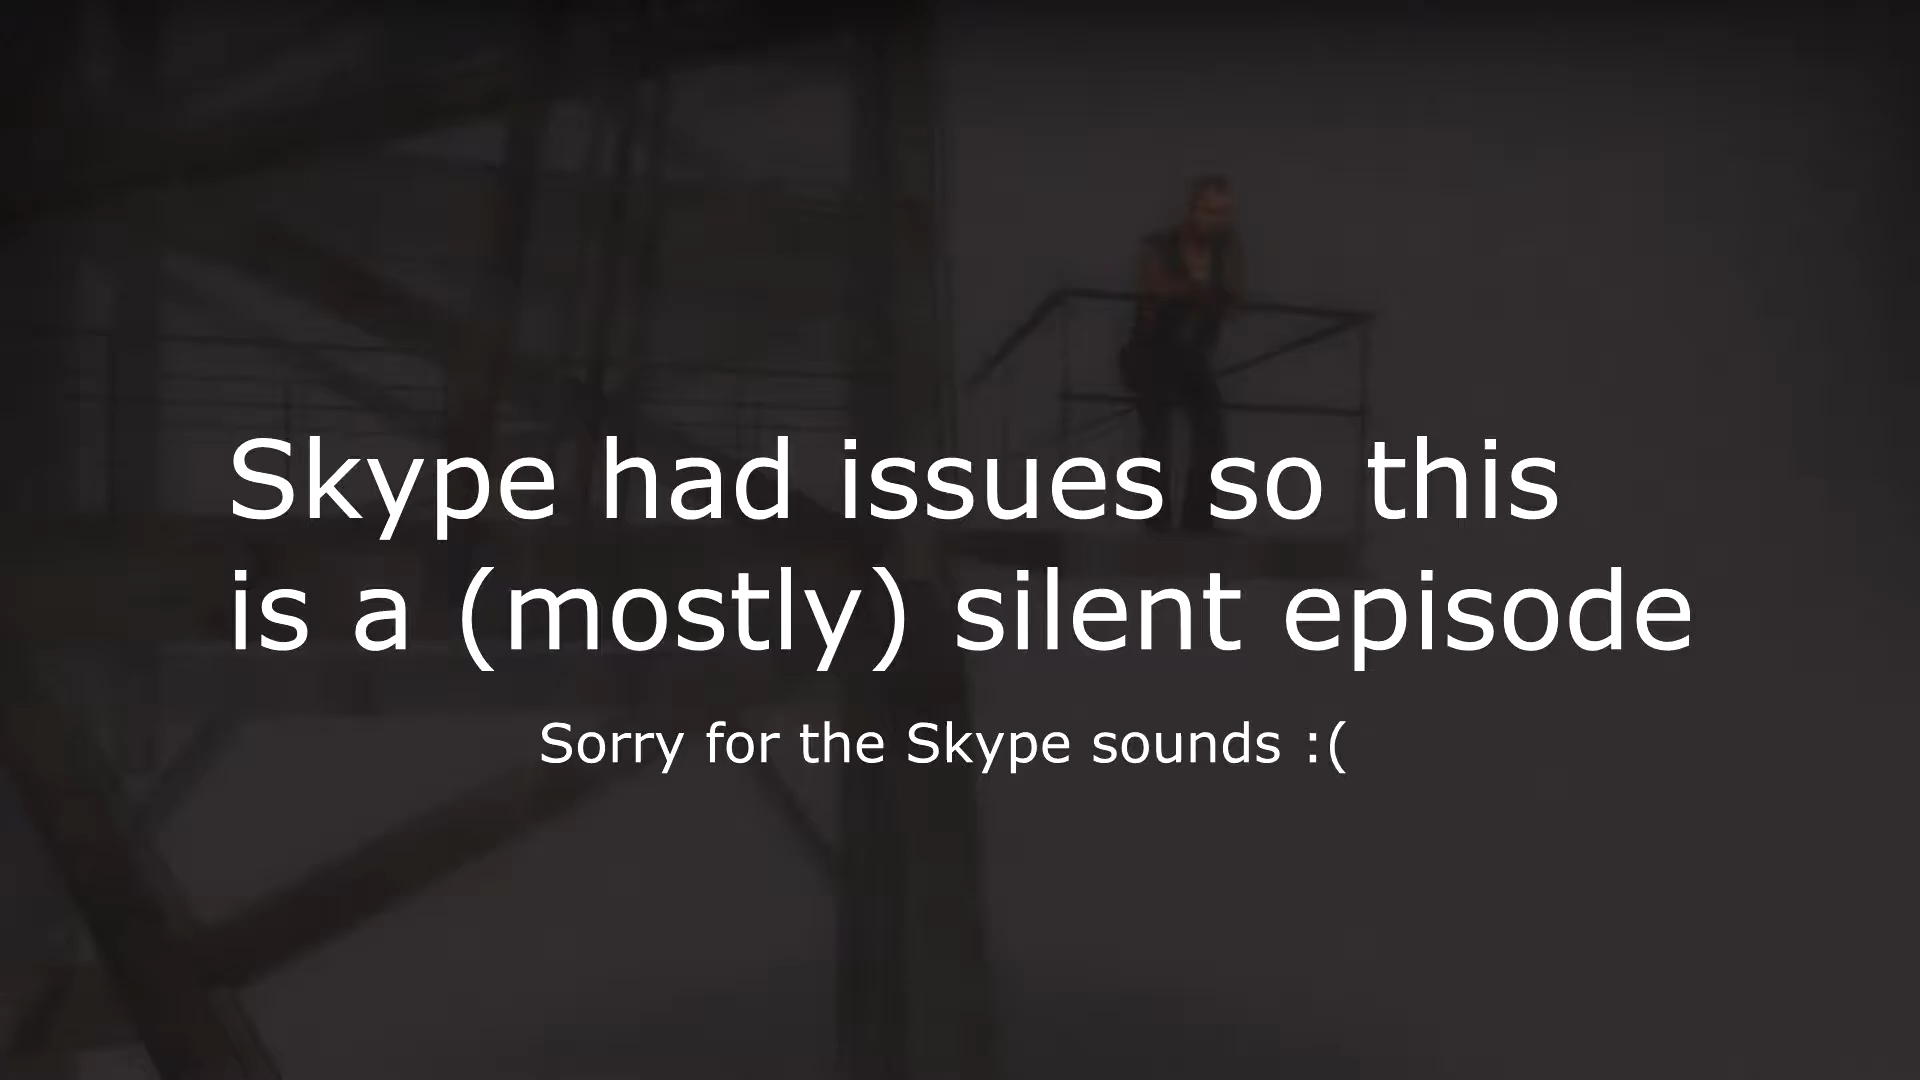 Skype had issues so this
is a (mostly) silent episode
Sorry for the Skype sounds :(